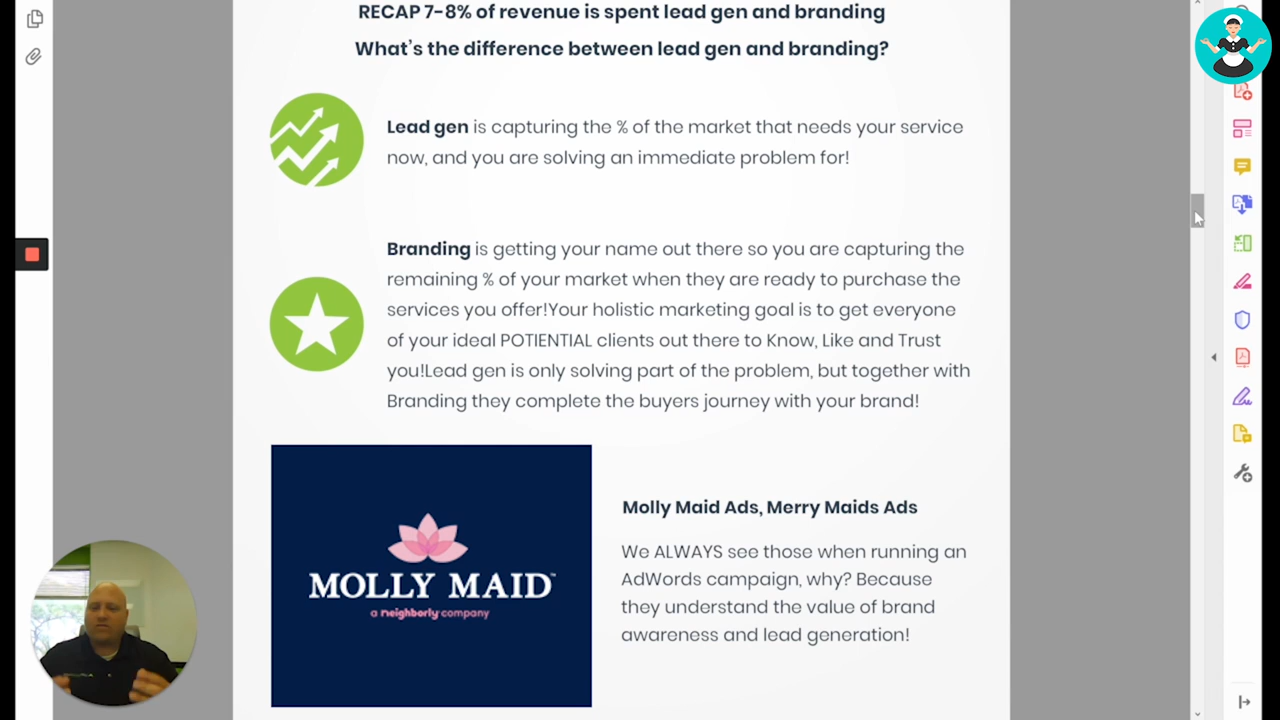 RECAP 7-8% of revenue is spent lead gen and branding
What's the difference between lead gen and branding?
Lead gen is capturing the % of the market that needs your service
now, and you are solving an immediate problem for!
Branding is getting your name out there so you are capturing the
remaining % of your market when they are ready to purchase the
services you offer!Your holistic marketing goal is to get everyone
of your ideal POTIENTIAL clients out there to Know, Like and Trust
you!Lead gen is only solving part of the problem, but together with
Branding they complete the buyers journey with your brand!
MOLLY MAID™
a neighborly company
Molly Maid Ads, Merry Maids Ads
We ALWAYS see those when running an
AdWords campaign, why? Because
they understand the value of brand
awareness and lead generation!